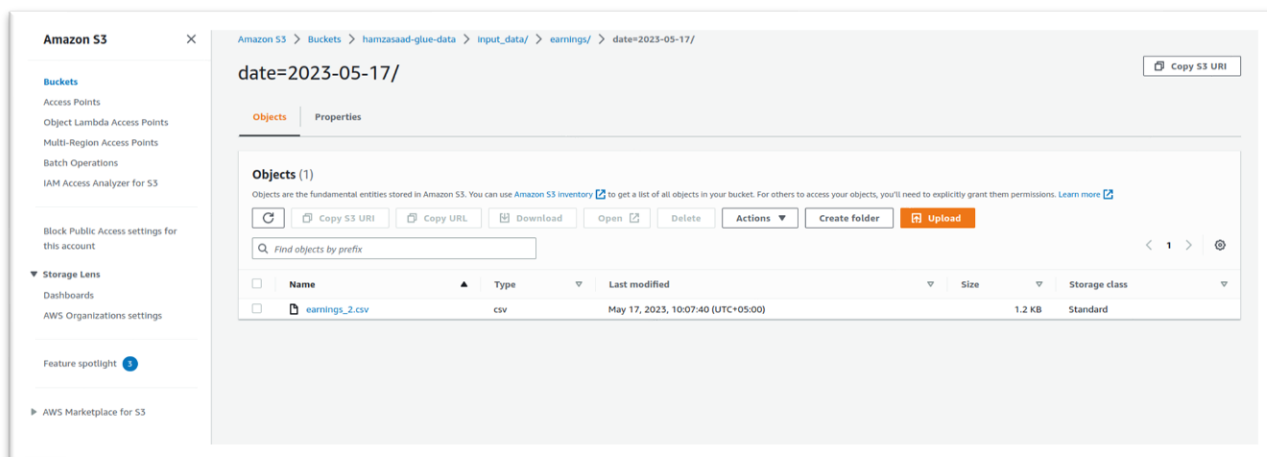 Amazon S3
Buckets
Access Points
Object Lambda Access Points
Multi-Region Access Points
Batch Operations
IAM Access Analyzer for S3
Block Public Access settings for
this account
Storage Lens
Dashboards
AWS Organizations settings
Feature spotlight 3
AWS Marketplace for S3
Amazon S3 > Buckets > hamzasaad-glue-data > input_data/ > earnings/ > date=2023-05-17/
date=2023-05-17/
Copy S3 URI
Objects Properties
Objects (1)
Objects are the fundamental entities stored in Amazon S3. You can use Amazon S3 inventory to get a list of all objects in your bucket. For others to access your objects, you'll need to explicitly grant them permissions. Learn more
Copy S3 URI Copy URL Download Open Delete Actions Create folder Upload
Find objects by prefix
< 1 >
Name Type Last modified Size Storage class
earnings_2.csv csv May 17, 2023, 10:07:40 (UTC+05:00) 1.2 KB Standard